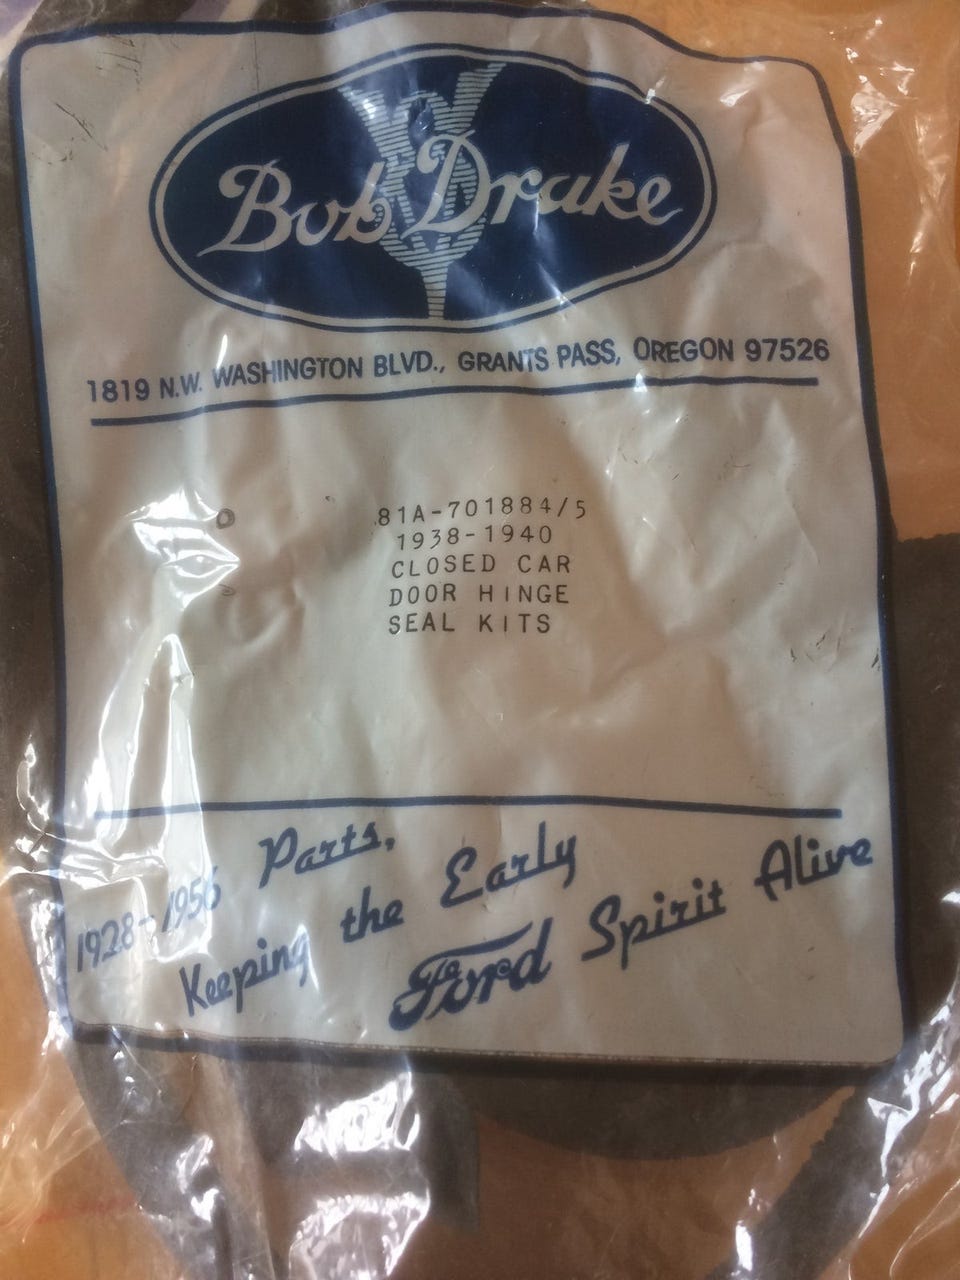 Bob Drake
1819 N.W. WASHINGTON BLVD., GRANTS PASS, OREGON 97526
81A-701884/5
1938-1940
CLOSED CAR
DOOR HINGE
SEAL KITS
1928-1956 Parts,
Keeping the Early
Ford Spirit Alive